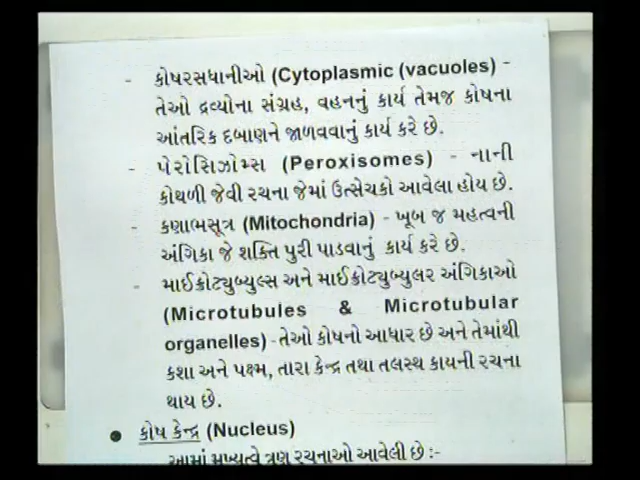 - કોષરસધાનીઓ (Cytoplasmic (vacuoles) -
તેઓ દ્રવ્યોના સંગ્રહ, વહનનું કાર્ય તેમજ કોષના
આંતરિક દબાણને જાળવવાનું કાર્ય કરે છે.
- પેરોસિઝોમ્સ (Peroxisomes) - નાની
કોથળી જેવી રચના જેમાં ઉત્સેચકો આવેલા હોય છે.
- કણાભસૂત્ર (Mitochondria) - ખૂબ જ મહત્વની
અંગિકા જે શક્તિ પુરી પાડવાનું કાર્ય કરે છે.
- માઈક્રોટ્યુબ્યુલ્સ અને માઈક્રોટ્યુબ્યુલર અંગિકાઓ
(Microtubules & Microtubular
organelles) - તેઓ કોષનો આધાર છે અને તેમાંથી
કશા અને પક્ષ્મ, તારા કેન્દ્ર તથા તલસ્થ કાયની રચના
થાય છે.
● કોષ કેન્દ્ર (Nucleus)
આમાં મુખ્યત્વે ત્રણ રચનાઓ આવેલી છે :-